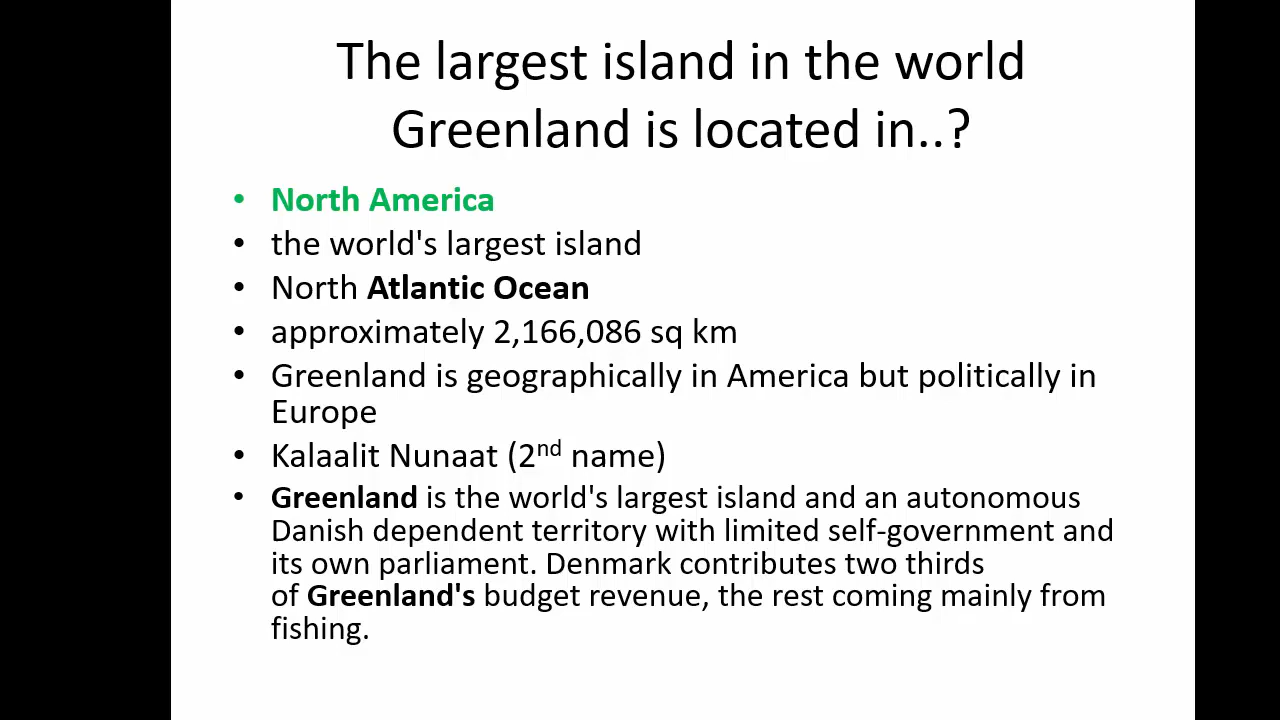 The largest island in the world
Greenland is located in..?
• North America
• the world's largest island
• North Atlantic Ocean
• approximately 2,166,086 sq km
• Greenland is geographically in America but politically in
Europe
• Kalaalit Nunaat (2nd name)
• Greenland is the world's largest island and an autonomous
Danish dependent territory with limited self-government and
its own parliament. Denmark contributes two thirds
of Greenland's budget revenue, the rest coming mainly from
fishing.